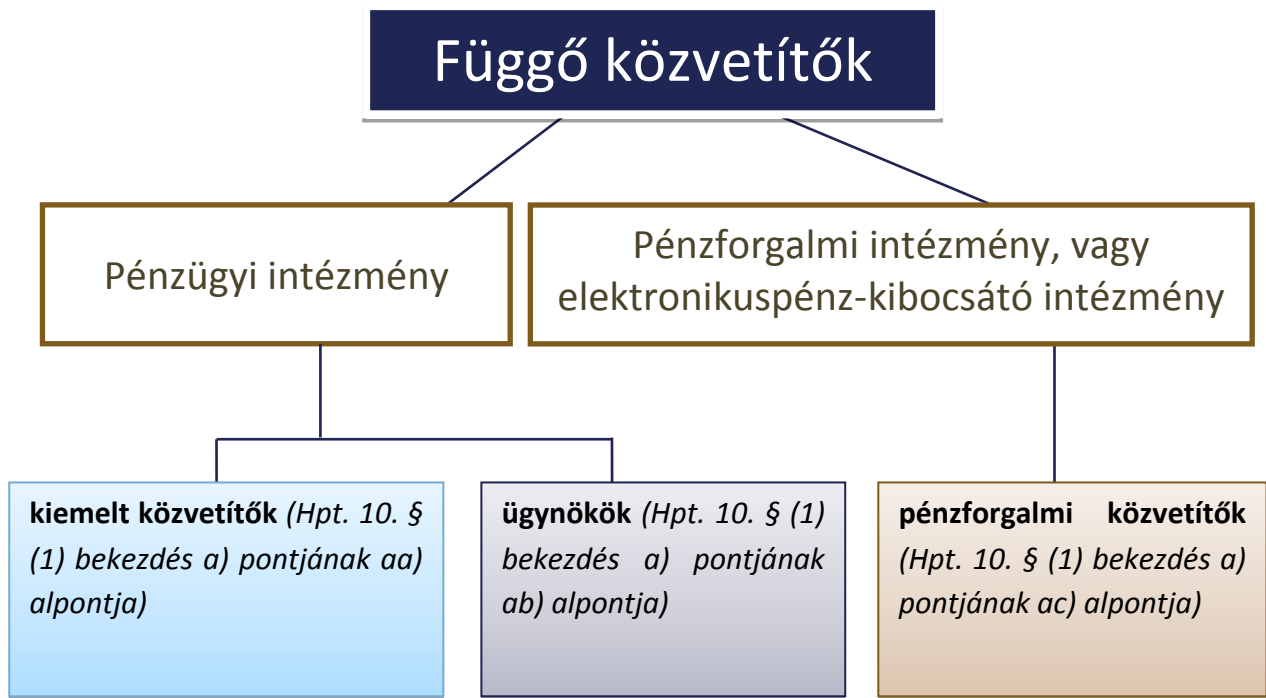 Függő közvetítők
Pénzügyi intézmény
Pénzforgalmi intézmény, vagy
elektronikuspénz-kibocsátó intézmény
kiemelt közvetítők (Hpt. 10. §
(1) bekezdés a) pontjának aa)
alpontja)
ügynökök (Hpt. 10. § (1)
bekezdés a) pontjának
ab) alpontja)
pénzforgalmi közvetítők
(Hpt. 10. § (1) bekezdés a)
pontjának ac) alpontja)